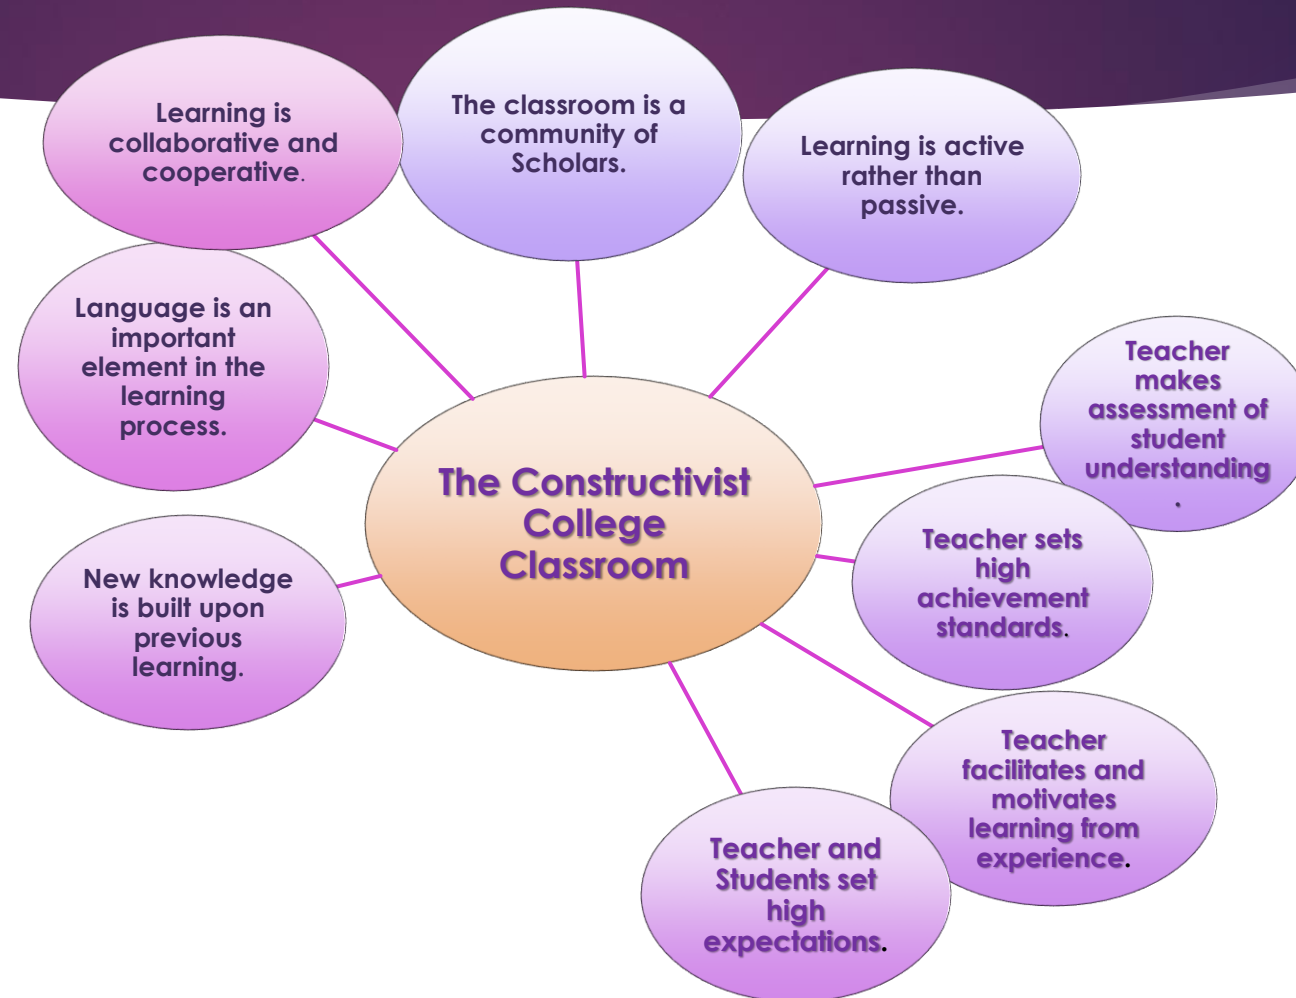 Learning is
collaborative and
cooperative.
The classroom is a
community of
Scholars.
Learning is active
rather than
passive.
Language is an
important
element in the
learning
process.
Teacher
makes
assessment of
student
understanding
.
The Constructivist
College
Classroom
Teacher sets
high
achievement
standards.
New knowledge
is built upon
previous
learning.
Teacher
facilitates and
motivates
learning from
experience.
Teacher and
Students set
high
expectations.